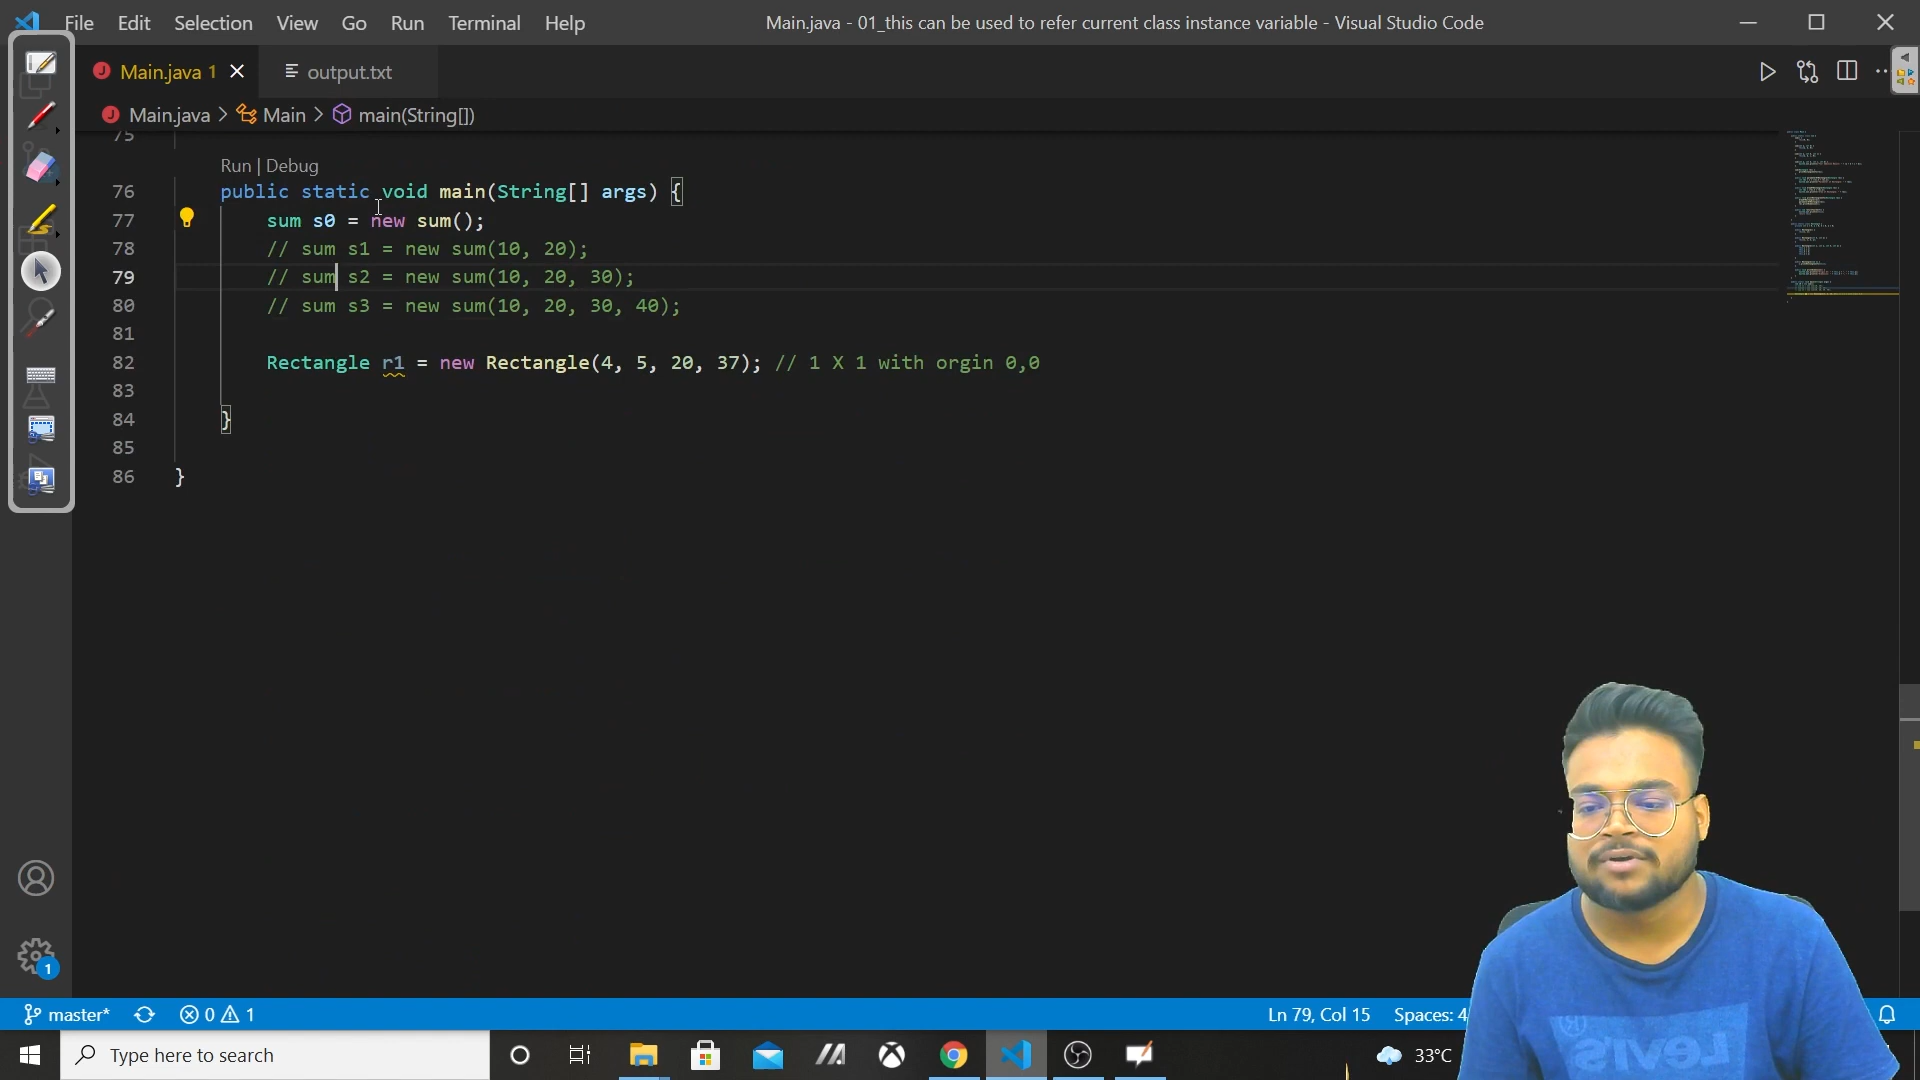 File Edit Selection View Go Run Terminal Help
Main.java - 01_this can be used to refer current class instance variable - Visual Studio Code
Main.java 1
output.txt
Main.java > Main > main(String[])
75
Run | Debug
76 public static void main(String[] args) {
77 sum s0 = new sum();
78 // sum s1 = new sum(10, 20);
79 // sum s2 = new sum(10, 20, 30);
80 // sum s3 = new sum(10, 20, 30, 40);
81
82 Rectangle r1 = new Rectangle(4, 5, 20, 37); // 1 X 1 with orgin 0,0
83
84 }
85
86 }
1
master* 0 1 Ln 79, Col 15 Spaces: 4
Type here to search
33°C
LEVI'S